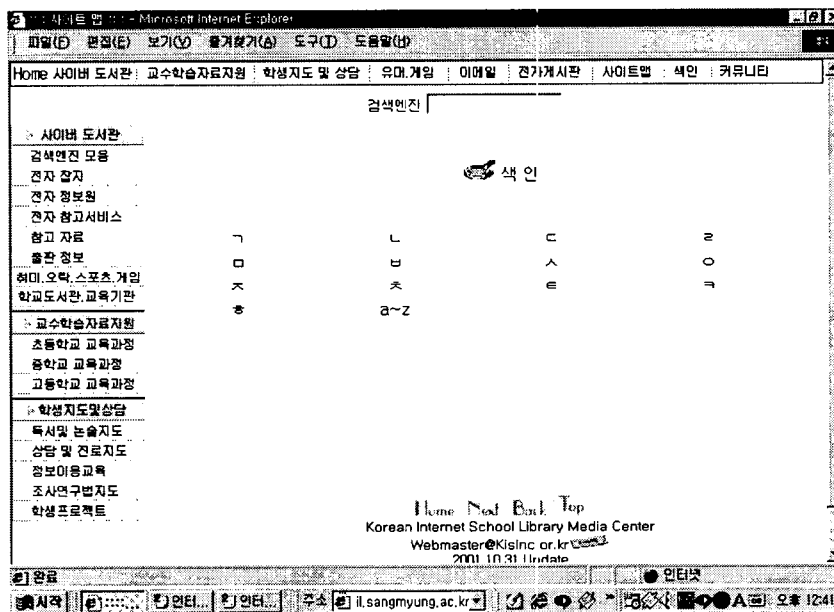 ::: 사이트 맵 ::: - Microsoft Internet Explorer
파일(F) 편집(E) 보기(V) 즐겨찾기(A) 도구(T) 도움말(H)
Home 사이버 도서관 교수학습자료지원 학생지도 및 상담 유머.게임 이메일 전가게시판 사이트맵 색인 커뮤니티
검색엔진
사이버 도서관
검색엔진 모음
전자 잡지
전자 정보원
전자 참고서비스
참고 자료
출판 정보
취미.오락.스포츠.게임
학교도서관.교육기관
교수학습자료지원
초등학교 교육과정
중학교 교육과정
고등학교 교육과정
학생지도및상담
독서및 논술지도
상담 및 진로지도
정보이용교육
조사연구법지도
학생프로젝트
색인
ㄱ ㄴ ㄷ ㄹ
ㅁ ㅂ ㅅ ㅇ
ㅈ ㅊ ㅌ ㅋ
ㅎ a~z
Home Next Back Top
Korean Internet School Library Media Center
Webmaster@Kislnc or.kr
2001.10.31 Update
완료 인터넷
시작 인터... 인터... 주소 il.sangmyung.ac.kr A 오후 12:4